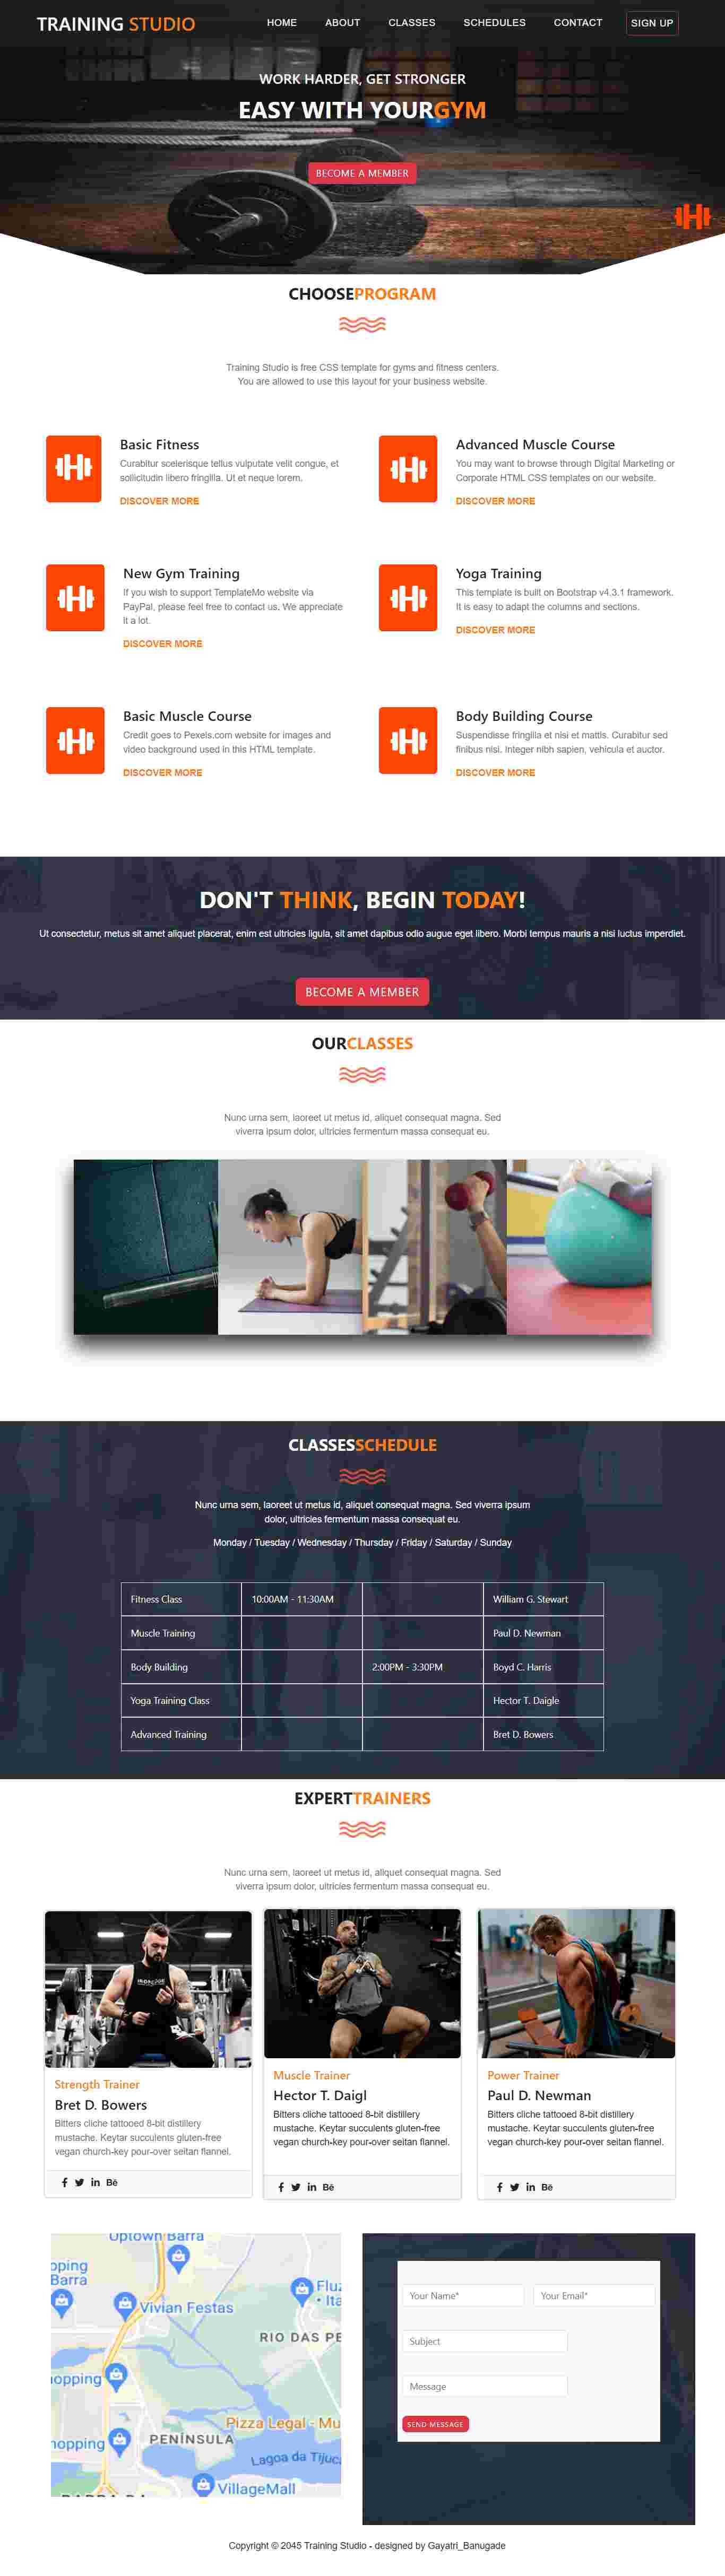 TRAINING STUDIO
HOME ABOUT CLASSES SCHEDULES CONTACT SIGN UP
WORK HARDER, GET STRONGER
EASY WITH YOURGYM
BECOME A MEMBER
CHOOSEPROGRAM
Training Studio is free CSS template for gyms and fitness centers.
You are allowed to use this layout for your business website.
Basic Fitness
Curabitur scelerisque tellus vulputate velit congue, et
sollicitudin libero fringilla. Ut et neque lorem.
DISCOVER MORE
Advanced Muscle Course
You may want to browse through Digital Marketing or
Corporate HTML CSS templates on our website.
DISCOVER MORE
New Gym Training
If you wish to support TemplateMo website via
PayPal, please feel free to contact us. We appreciate
it a lot.
DISCOVER MORE
Yoga Training
This template is built on Bootstrap v4.3.1 framework.
It is easy to adapt the columns and sections.
DISCOVER MORE
Basic Muscle Course
Credit goes to Pexels.com website for images and
video background used in this HTML template.
DISCOVER MORE
Body Building Course
Suspendisse fringilla et nisi et mattis. Curabitur sed
finibus nisi. Integer nibh sapien, vehicula et auctor.
DISCOVER MORE
DON'T THINK, BEGIN TODAY!
Ut consectetur, metus sit amet aliquet placerat, enim est ultricies ligula, sit amet dapibus odio augue eget libero. Morbi tempus mauris a nisi luctus imperdiet.
BECOME A MEMBER
OURCLASSES
Nunc urna sem, laoreet ut metus id, aliquet consequat magna. Sed
viverra ipsum dolor, ultricies fermentum massa consequat eu.
CLASSESSCHEDULE
Nunc urna sem, laoreet ut metus id, aliquet consequat magna. Sed viverra ipsum
dolor, ultricies fermentum massa consequat eu.
Monday / Tuesday / Wednesday / Thursday / Friday / Saturday / Sunday
Fitness Class 10:00AM - 11:30AM William G. Stewart
Muscle Training Paul D. Newman
Body Building 2:00PM - 3:30PM Boyd C. Harris
Yoga Training Class Hector T. Daigle
Advanced Training Bret D. Bowers
EXPERTTRAINERS
Nunc urna sem, laoreet ut metus id, aliquet consequat magna. Sed
viverra ipsum dolor, ultricies fermentum massa consequat eu.
Strength Trainer
Bret D. Bowers
Bitters cliche tattooed 8-bit distillery
mustache. Keytar succulents gluten-free
vegan church-key pour-over seitan flannel.
Muscle Trainer
Hector T. Daigl
Bitters cliche tattooed 8-bit distillery
mustache. Keytar succulents gluten-free
vegan church-key pour-over seitan flannel.
Power Trainer
Paul D. Newman
Bitters cliche tattooed 8-bit distillery
mustache. Keytar succulents gluten-free
vegan church-key pour-over seitan flannel.
Uptown Barra
pping
Barra
Vivian Festas
Flu
Ita
RIO DAS PE
opping
Pizza Legal - Mu
hopping
PENÍNSULA
Lagoa da Tijuc
VillageMall
Your Name* Your Email*
Subject
Message
SEND MESSAGE
Copyright © 2045 Training Studio - designed by Gayatri_Banugade